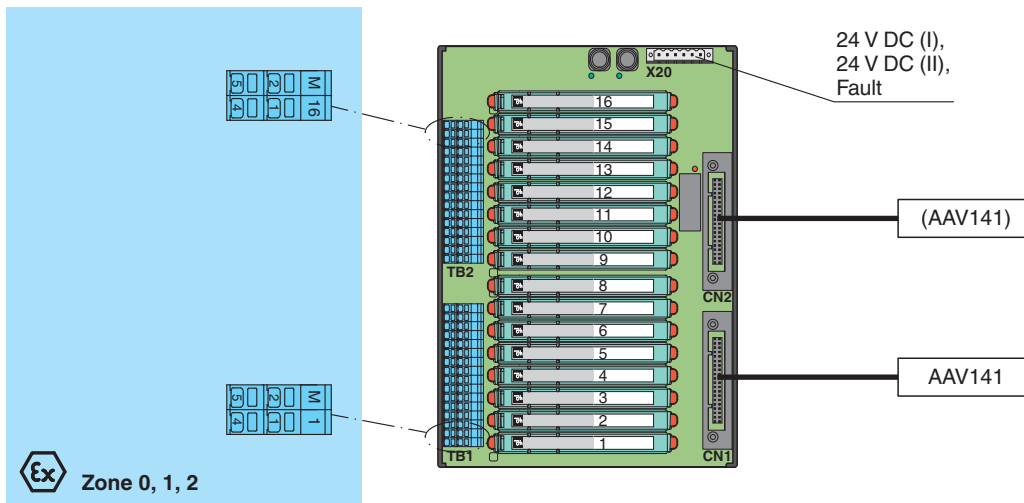 24 V DC (I),
24 V DC (II),
Fault
X20
5 2 M
4 1 16
16
15
14
13
12
11
10
9
TB2
8
7
6
5
4
3
2
1
TB1
(AAV141)
CN2
AAV141
CN1
5 2 M
4 1 1
Ex Zone 0, 1, 2